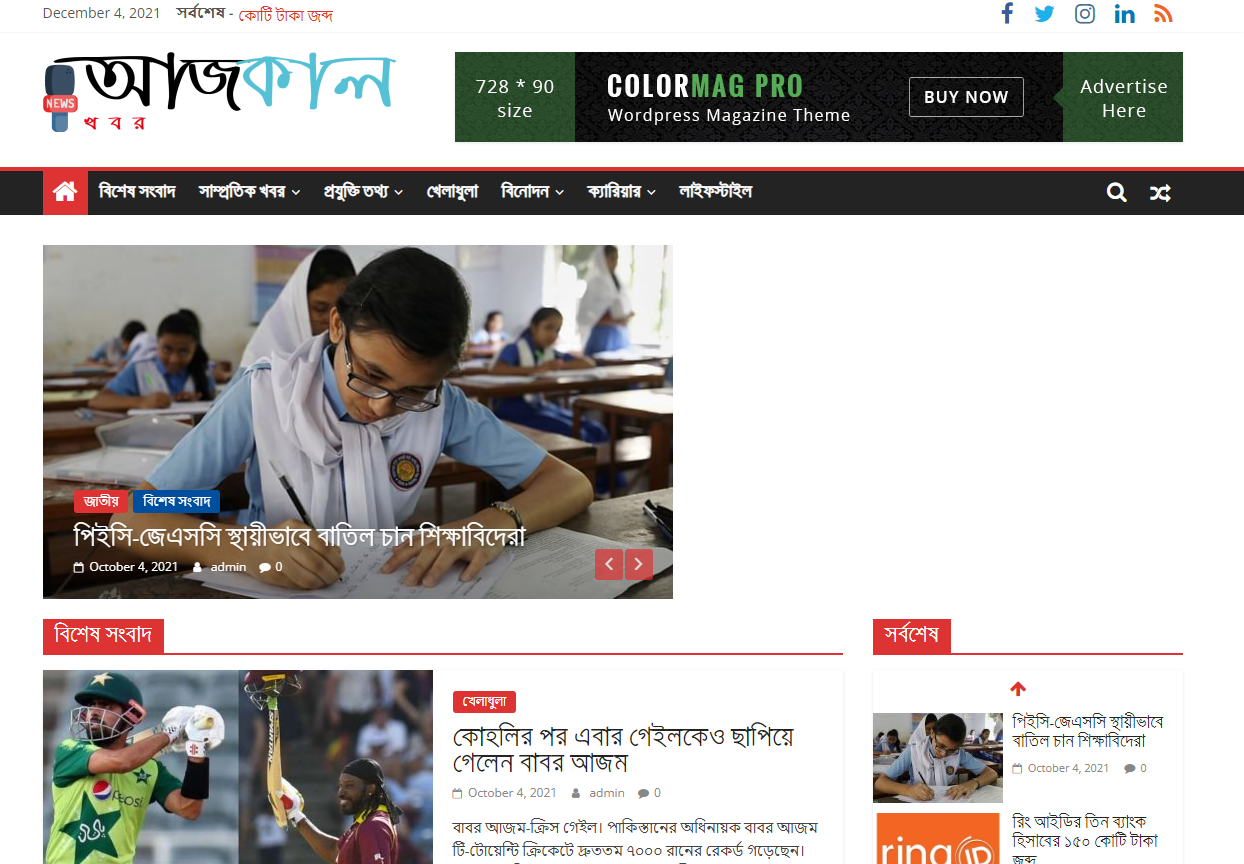 December 4, 2021 সর্বশেষ - কোটি টাকা জব্দ
আজকাল
NEWS
খবর
728 * 90
size
COLORMAG PRO
Wordpress Magazine Theme
BUY NOW
Advertise
Here
বিশেষ সংবাদ সাম্প্রতিক খবর প্রযুক্তি তথ্য খেলাধুলা বিনোদন ক্যারিয়ার লাইফস্টাইল
জাতীয় বিশেষ সংবাদ
পিইসি-জেএসসি স্থায়ীভাবে বাতিল চান শিক্ষাবিদেরা
October 4, 2021 admin 0
বিশেষ সংবাদ
pepsi
খেলাধুলা
কোহলির পর এবার গেইলকেও ছাপিয়ে
গেলেন বাবর আজম
October 4, 2021 admin 0
বাবর আজম-ক্রিস গেইল। পাকিস্তানের অধিনায়ক বাবর আজম
টি-টোয়েন্টি ক্রিকেটে দ্রুততম ৭০০০ রানের রেকর্ড গড়েছেন।
সর্বশেষ
পিইসি-জেএসসি স্থায়ীভাবে
বাতিল চান শিক্ষাবিদেরা
October 4, 2021 0
ring ID
রিং আইডির তিন ব্যাংক
হিসাবের ১৫০ কোটি টাকা
জব্দ